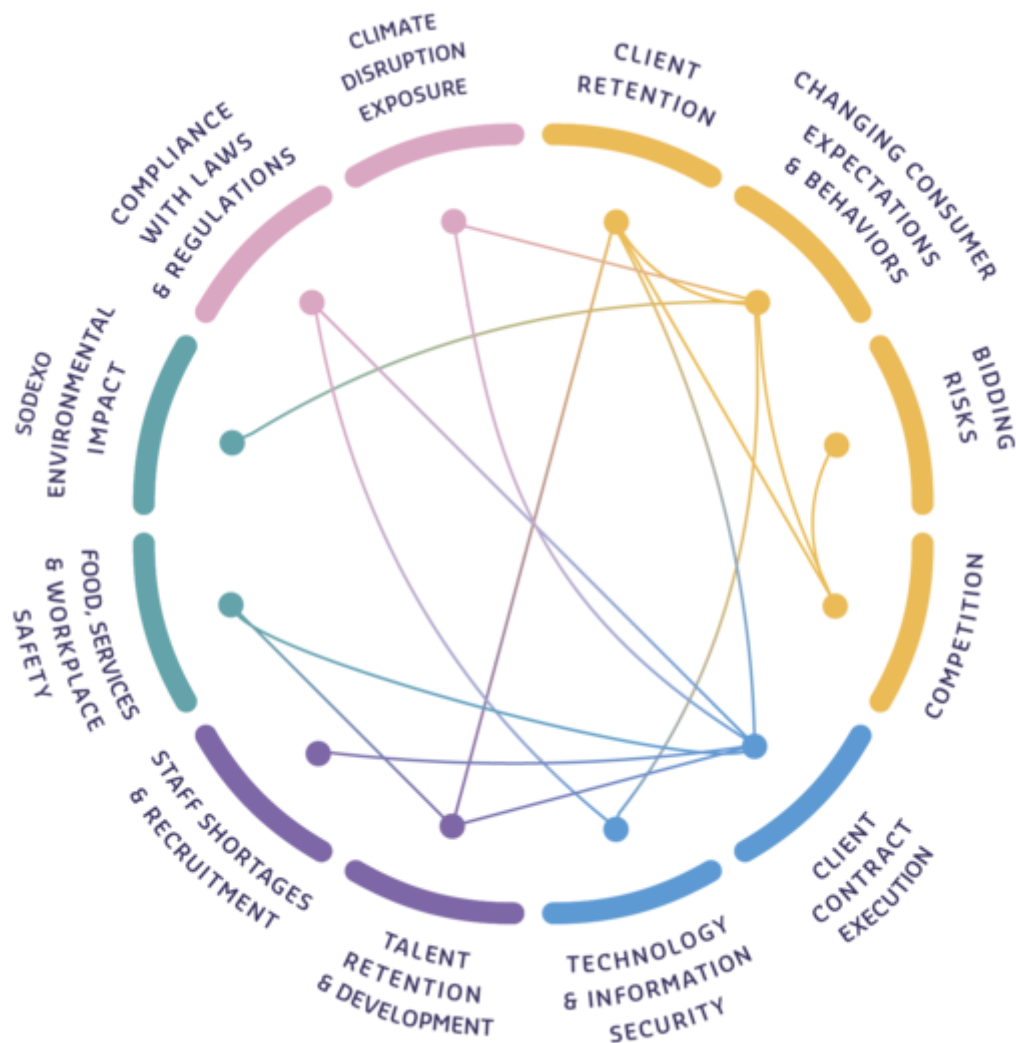 CLIMATE
DISRUPTION
EXPOSURE
CLIENT
RETENTION
CHANGING CONSUMER
EXPECTATIONS
& BEHAVIORS
BIDDING
RISKS
COMPETITION
CLIENT
CONTRACT
EXECUTION
TECHNOLOGY
& INFORMATION
SECURITY
TALENT
RETENTION
& DEVELOPMENT
STAFF SHORTAGES
& RECRUITMENT
FOOD, SERVICES
& WORKPLACE
SAFETY
SODEXO
ENVIRONMENTAL
IMPACT
COMPLIANCE
WITH LAWS
& REGULATIONS